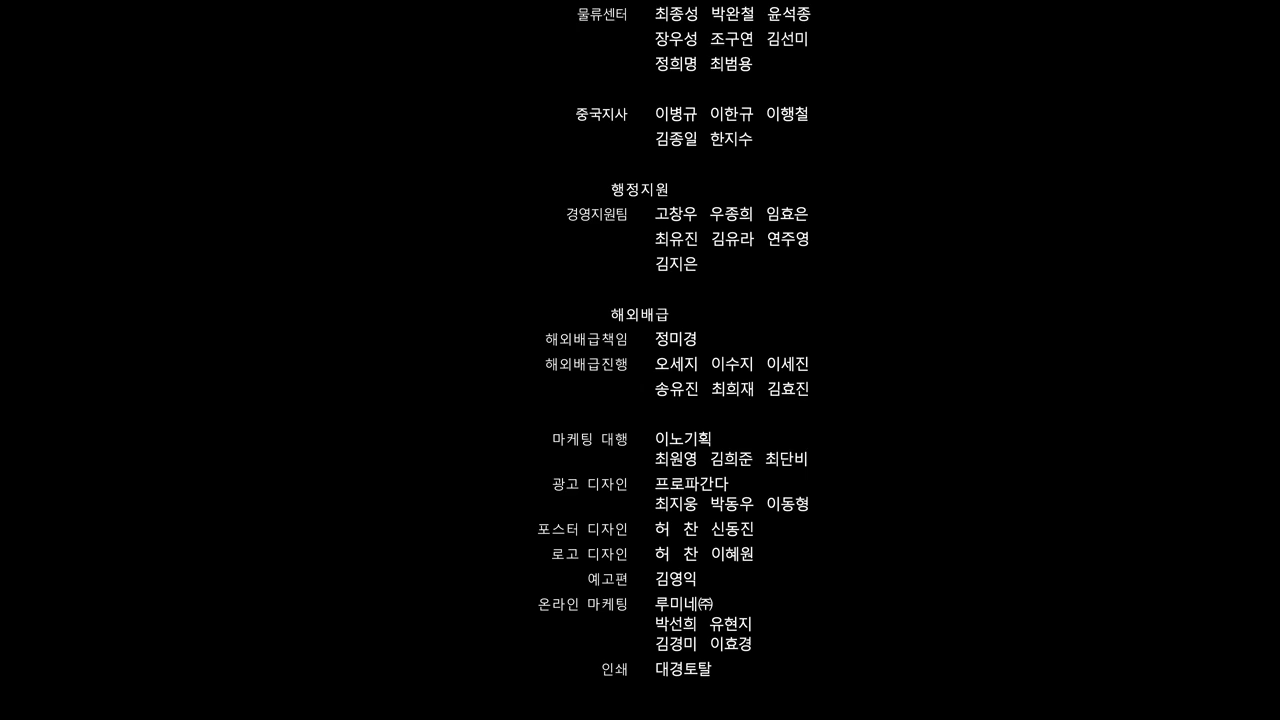 물류센터 최종성 박완철 윤석종
장우성 조구연 김선미
정희명 최범용
중국지사 이병규 이한규 이행철
김종일 한지수
행정지원
경영지원팀 고창우 우종희 임효은
최유진 김유라 연주영
김지은
해외배급
해외배급책임 정미경
해외배급진행 오세지 이수지 이세진
송유진 최희재 김효진
마케팅 대행 이노기획
최원영 김희준 최단비
광고 디자인 프로파간다
최지웅 박동우 이동형
포스터 디자인 허 찬 신동진
로고 디자인 허 찬 이혜원
예고편 김영익
온라인 마케팅 루미네㈜
박선희 유현지
김경미 이효경
인쇄 대경토탈